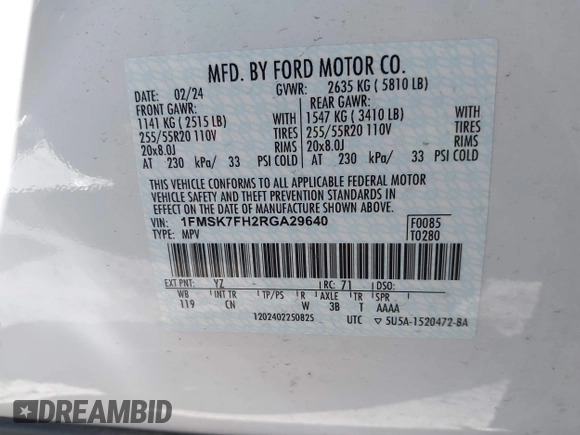 MFD. BY FORD MOTOR CO.
DATE: 02/24 GVWR: 2635 KG ( 5810 LB)
FRONT GAWR: REAR GAWR:
1141 KG ( 2515 LB) 1547 KG ( 3410 LB)
255/55R20 110V TIRES 255/55R20 110V TIRES
20x8.0J RIMS 20x8.0J RIMS
AT 230 kPa/ 33 PSI COLD AT 230 kPa/ 33 PSI COLD
THIS VEHICLE CONFORMS TO ALL APPLICABLE FEDERAL MOTOR
VEHICLE SAFETY AND THEFT PREVENTION STANDARDS IN
EFFECT ON THE DATE OF MANUFACTURE SHOWN ABOVE.
VIN: 1FMSK7FH2RGA29640 F0085
TYPE: MPV T0280
EXT PNT: YZ RC: 71
WB INT TR TP/PS R AXLE TR SPR
119 CN W 3B T AAAA
1202402250825 UTC ▽ 5U5A-1520472-BA
DREAMBID